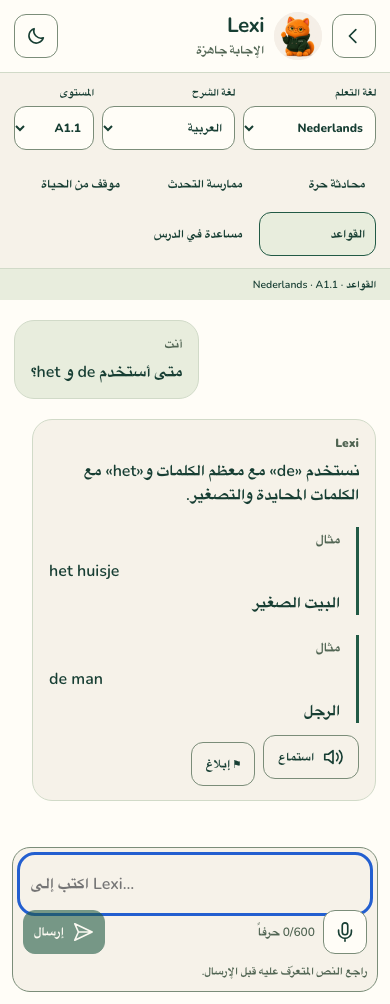 Lexi
الإجابة جاهزة
لغة التعلم
لغة الشرح
المستوى
Nederlands
العربية
A1.1
محادثة حرة
ممارسة التحدث
موقف من الحياة
القواعد
مساعدة في الدرس
القواعد · Nederlands · A1.1
أنت
متى أستخدم de و het؟
Lexi
نستخدم «de» مع معظم الكلمات و«het» مع
الكلمات المحايدة والتصغير.
مثال
het huisje
البيت الصغير
مثال
de man
الرجل
استماع
⚑ إبلاغ
اكتب إلى Lexi…
0/600 حرفاً
إرسال
راجع النص المتعرّف عليه قبل الإرسال.